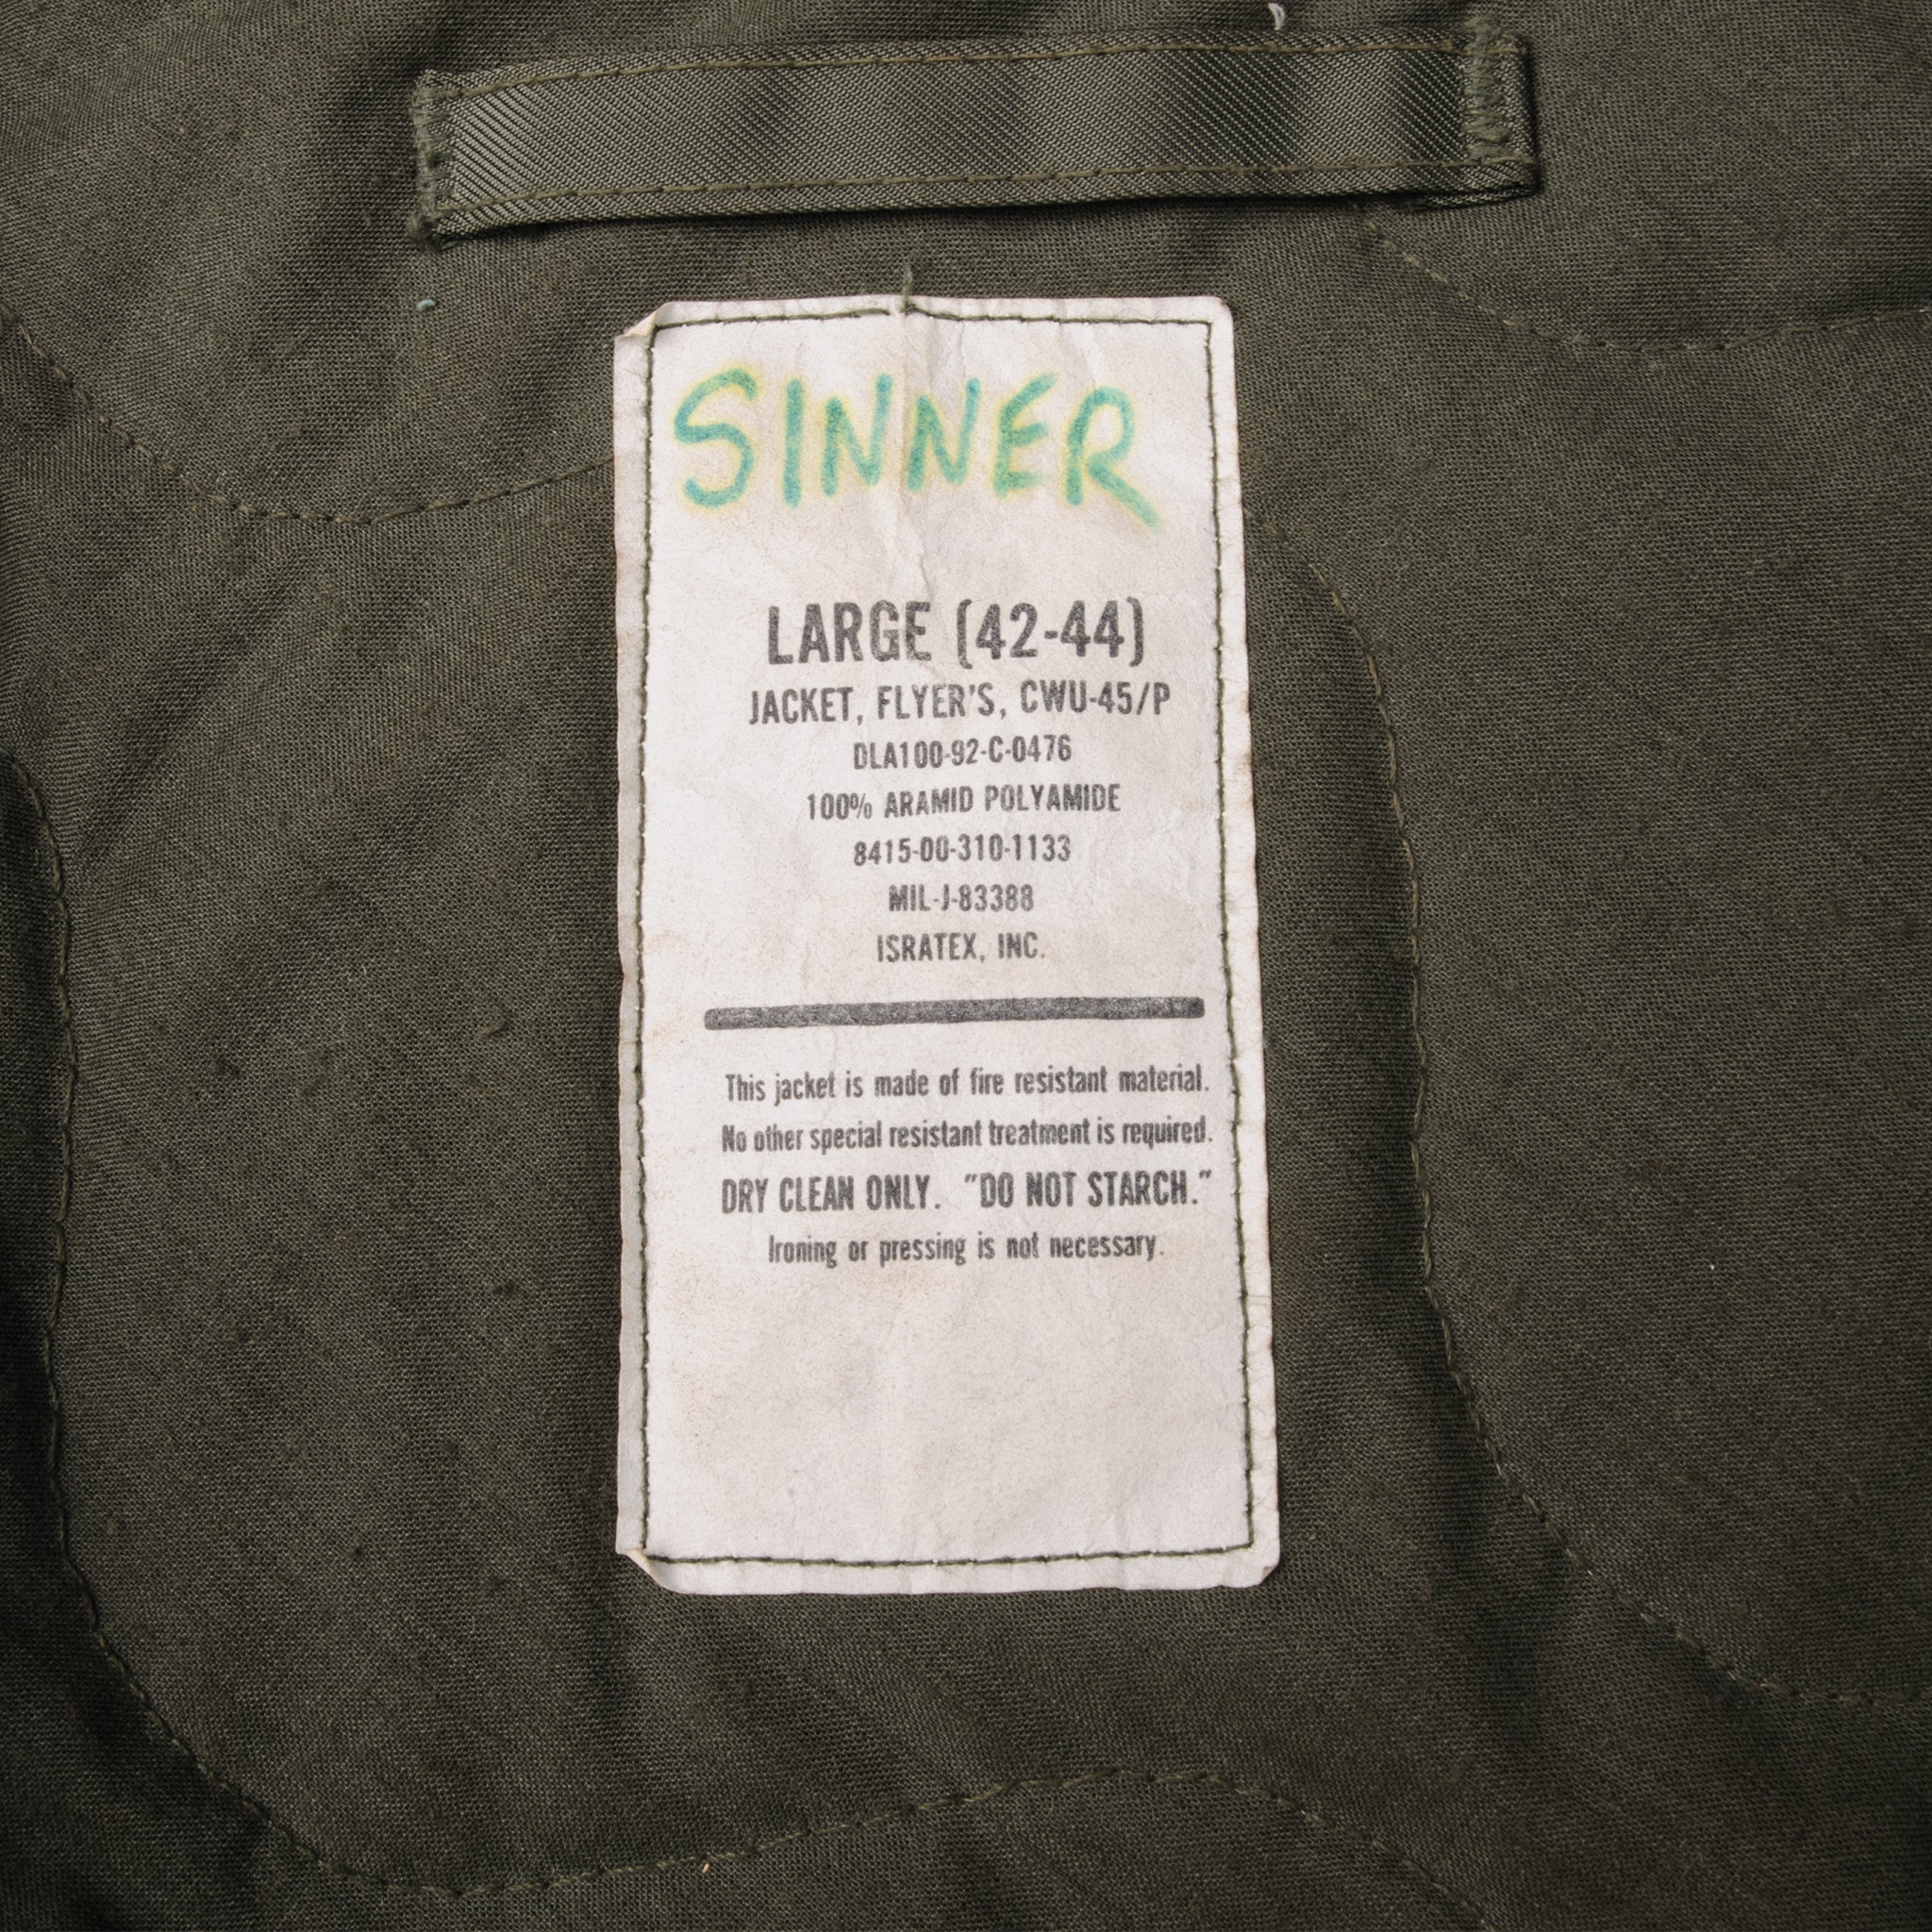 SINNER
LARGE (42-44)
JACKET, FLYER'S, CWU-45/P
DLA100-92-C-0476
100% ARAMID POLYAMIDE
8415-00-310-1133
MIL-J-83388
ISRATEX, INC.
This jacket is made of fire resistant material.
No other special resistant treatment is required.
DRY CLEAN ONLY. "DO NOT STARCH."
Ironing or pressing is not necessary.